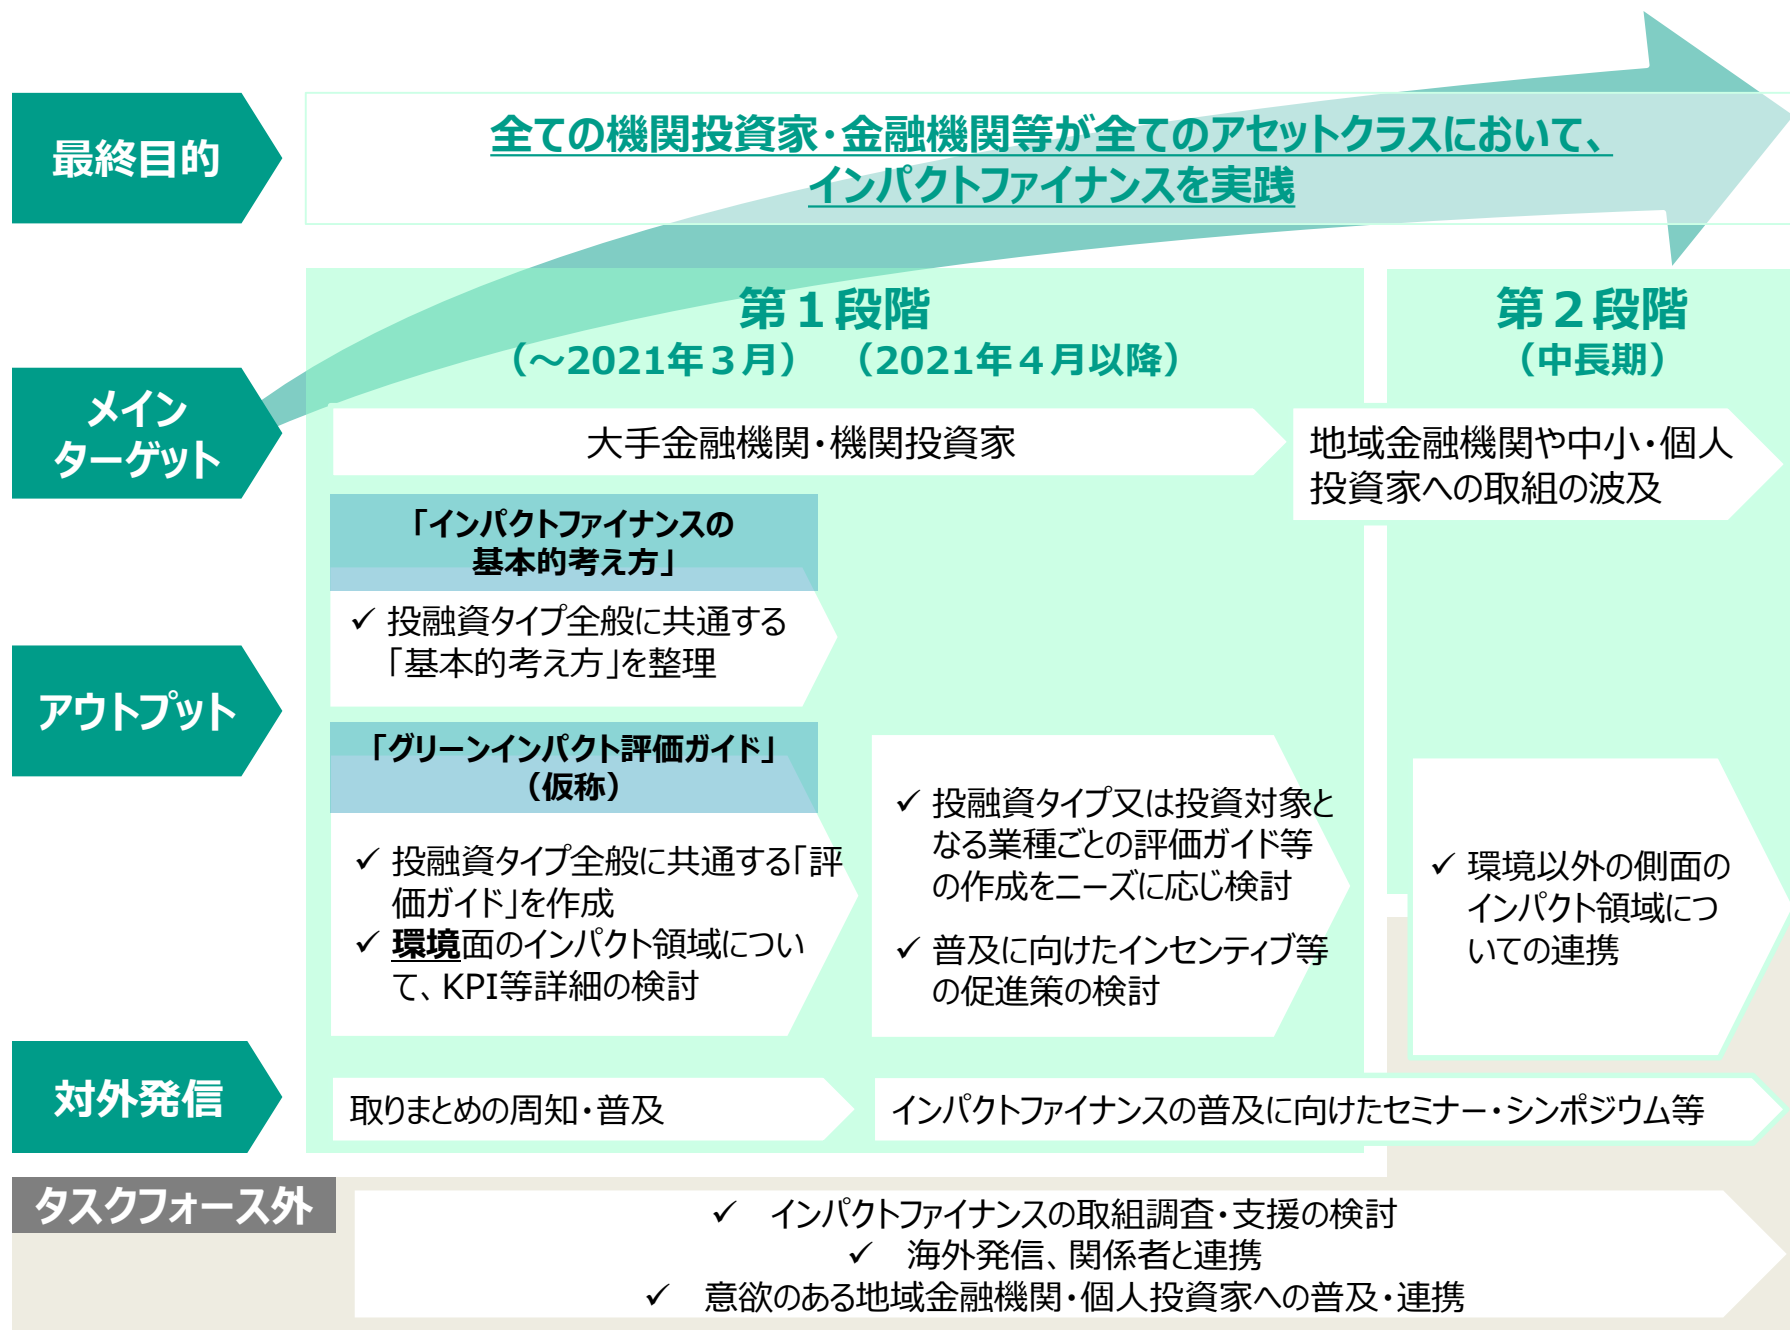 最終目的
全ての機関投資家・金融機関等が全てのアセットクラスにおいて、
インパクトファイナンスを実践
第１段階
（～2021年３月）　（2021年４月以降）
第２段階
（中長期）
メイン
ターゲット
大手金融機関・機関投資家
地域金融機関や中小・個人
投資家への取組の波及
アウトプット
「インパクトファイナンスの
基本的考え方」
✓ 投融資タイプ全般に共通する
「基本的考え方」を整理
「グリーンインパクト評価ガイド」
（仮称）
✓ 投融資タイプ全般に共通する「評
価ガイド」を作成
✓ 環境面のインパクト領域につい
て、KPI等詳細の検討
✓ 投融資タイプ又は投資対象と
なる業種ごとの評価ガイド等
の作成をニーズに応じ検討
✓ 普及に向けたインセンティブ等
の促進策の検討
✓ 環境以外の側面の
インパクト領域につ
いての連携
対外発信
取りまとめの周知・普及
インパクトファイナンスの普及に向けたセミナー・シンポジウム等
タスクフォース外
✓ インパクトファイナンスの取組調査・支援の検討
✓ 海外発信、関係者と連携
✓ 意欲のある地域金融機関・個人投資家への普及・連携